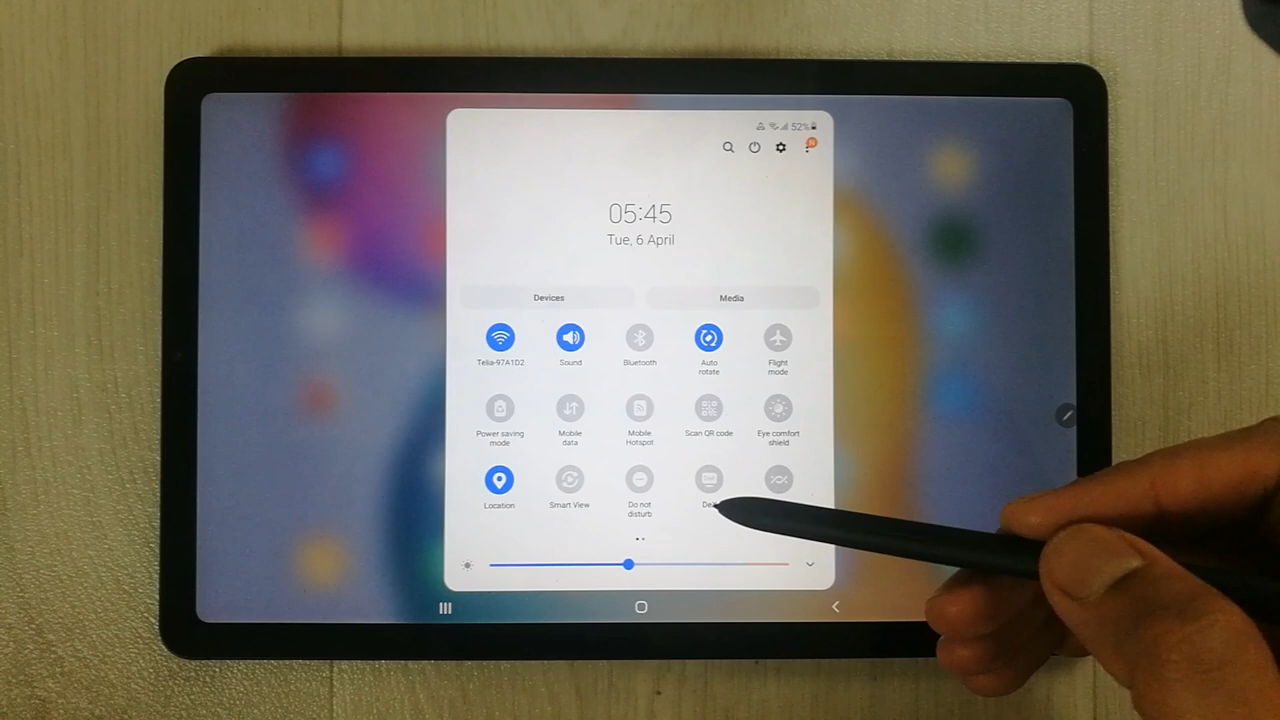 52%
N
05:45
Tue, 6 April
Devices
Media
Telia-97A1D2
Sound
Bluetooth
Auto
rotate
Flight
mode
Power saving
mode
Mobile
data
Mobile
Hotspot
Scan QR code
Eye comfort
shield
Location
Smart View
Do not
disturb